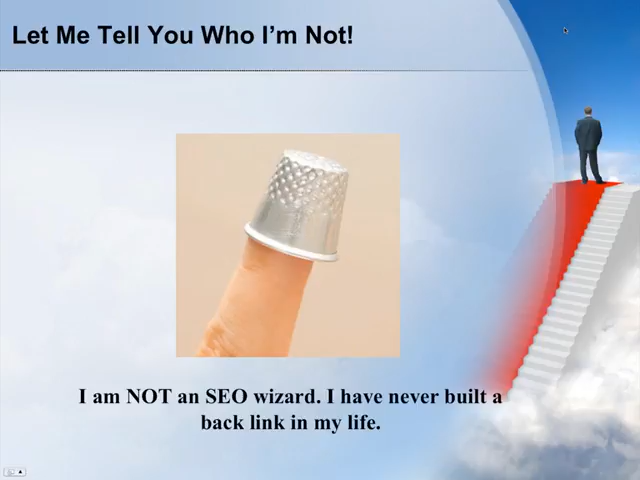 Let Me Tell You Who I'm Not!
I am NOT an SEO wizard. I have never built a
back link in my life.